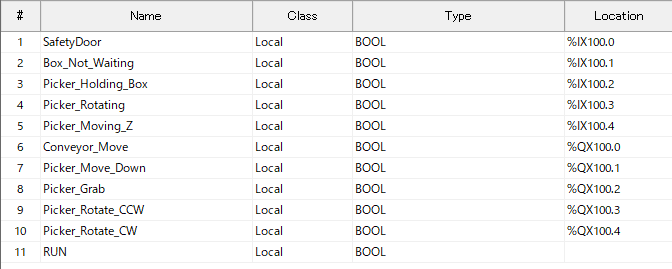 # Name Class Type Location
1 SafetyDoor Local BOOL %IX100.0
2 Box_Not_Waiting Local BOOL %IX100.1
3 Picker_Holding_Box Local BOOL %IX100.2
4 Picker_Rotating Local BOOL %IX100.3
5 Picker_Moving_Z Local BOOL %IX100.4
6 Conveyor_Move Local BOOL %QX100.0
7 Picker_Move_Down Local BOOL %QX100.1
8 Picker_Grab Local BOOL %QX100.2
9 Picker_Rotate_CCW Local BOOL %QX100.3
10 Picker_Rotate_CW Local BOOL %QX100.4
11 RUN Local BOOL